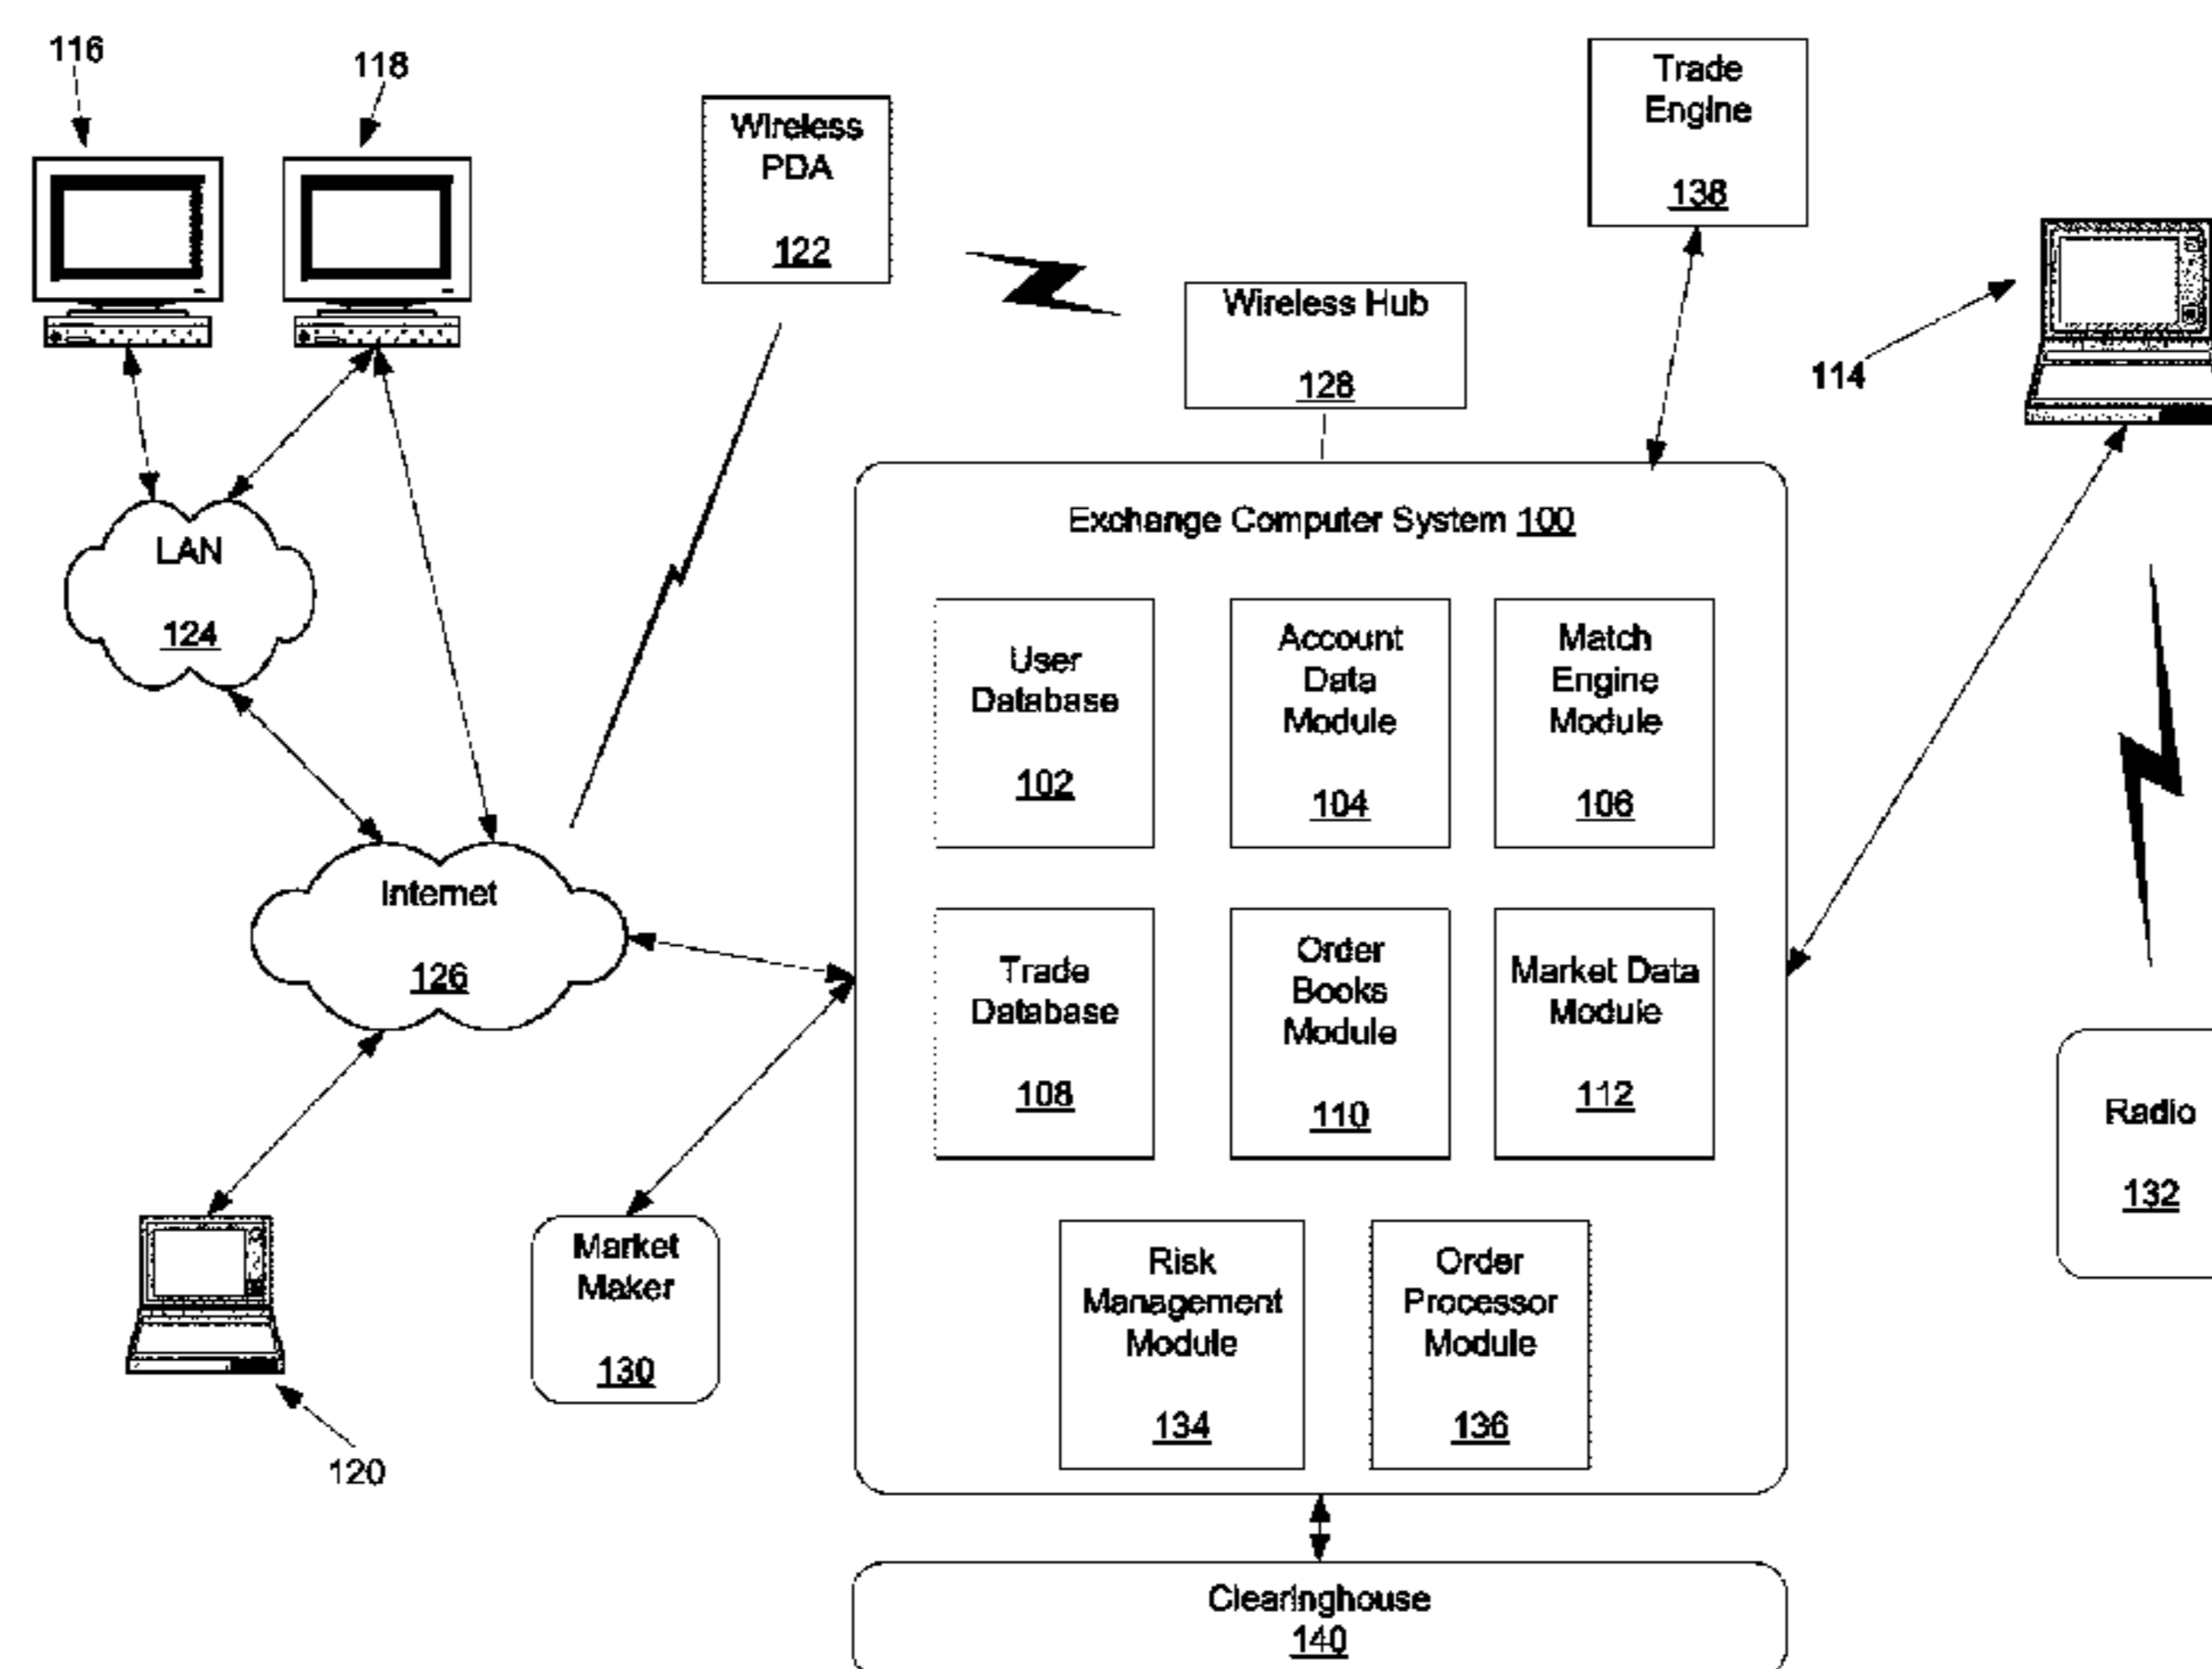 116
118
Wireless
PDA
122
Trade
Engine
138
Wireless Hub
128
114
LAN
124
Exchange Computer System 100
User
Database
102
Account
Data
Module
104
Match
Engine
Module
106
Internet
126
Trade
Database
108
Order
Books
Module
110
Market Data
Module
112
Radio
132
Market
Maker
130
Risk
Management
Module
134
Order
Processor
Module
136
120
Clearinghouse
140